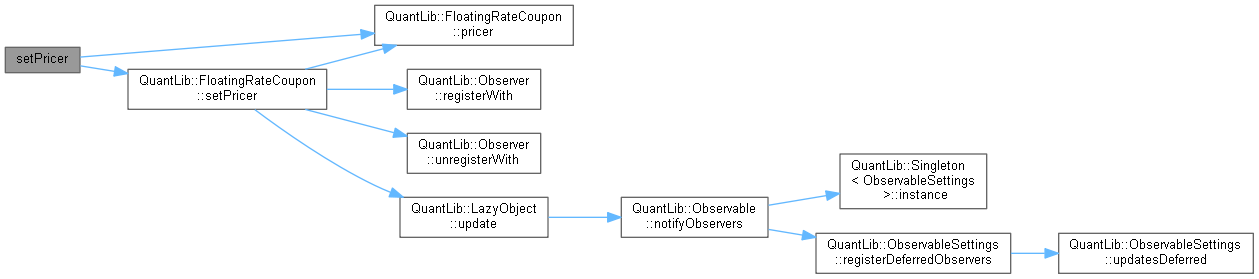 setPricer
QuantLib::FloatingRateCoupon
::pricer
QuantLib::FloatingRateCoupon
::setPricer
QuantLib::Observer
::registerWith
QuantLib::Observer
::unregisterWith
QuantLib::LazyObject
::update
QuantLib::Observable
::notifyObservers
QuantLib::Singleton
< ObservableSettings
>::instance
QuantLib::ObservableSettings
::registerDeferredObservers
QuantLib::ObservableSettings
::updatesDeferred